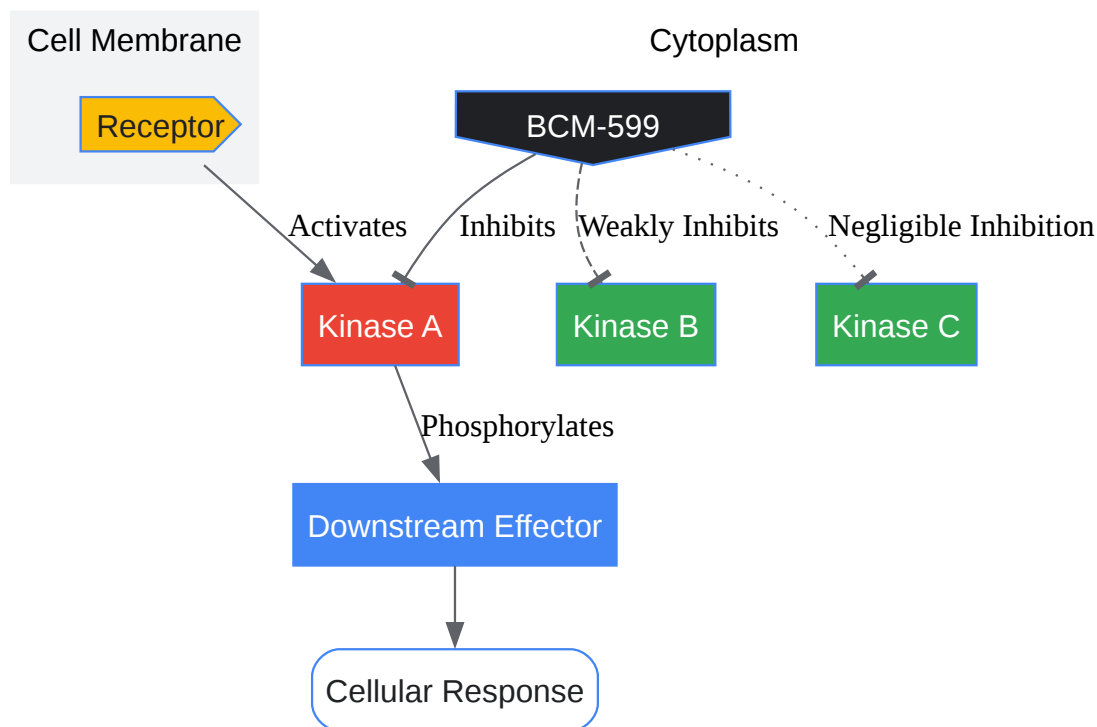 Cell Membrane
Cytoplasm
Receptor
BCM-599
Activates
Inhibits
Weakly Inhibits
Negligible Inhibition
Kinase A
Kinase B
Kinase C
Phosphorylates
Downstream Effector
Cellular Response